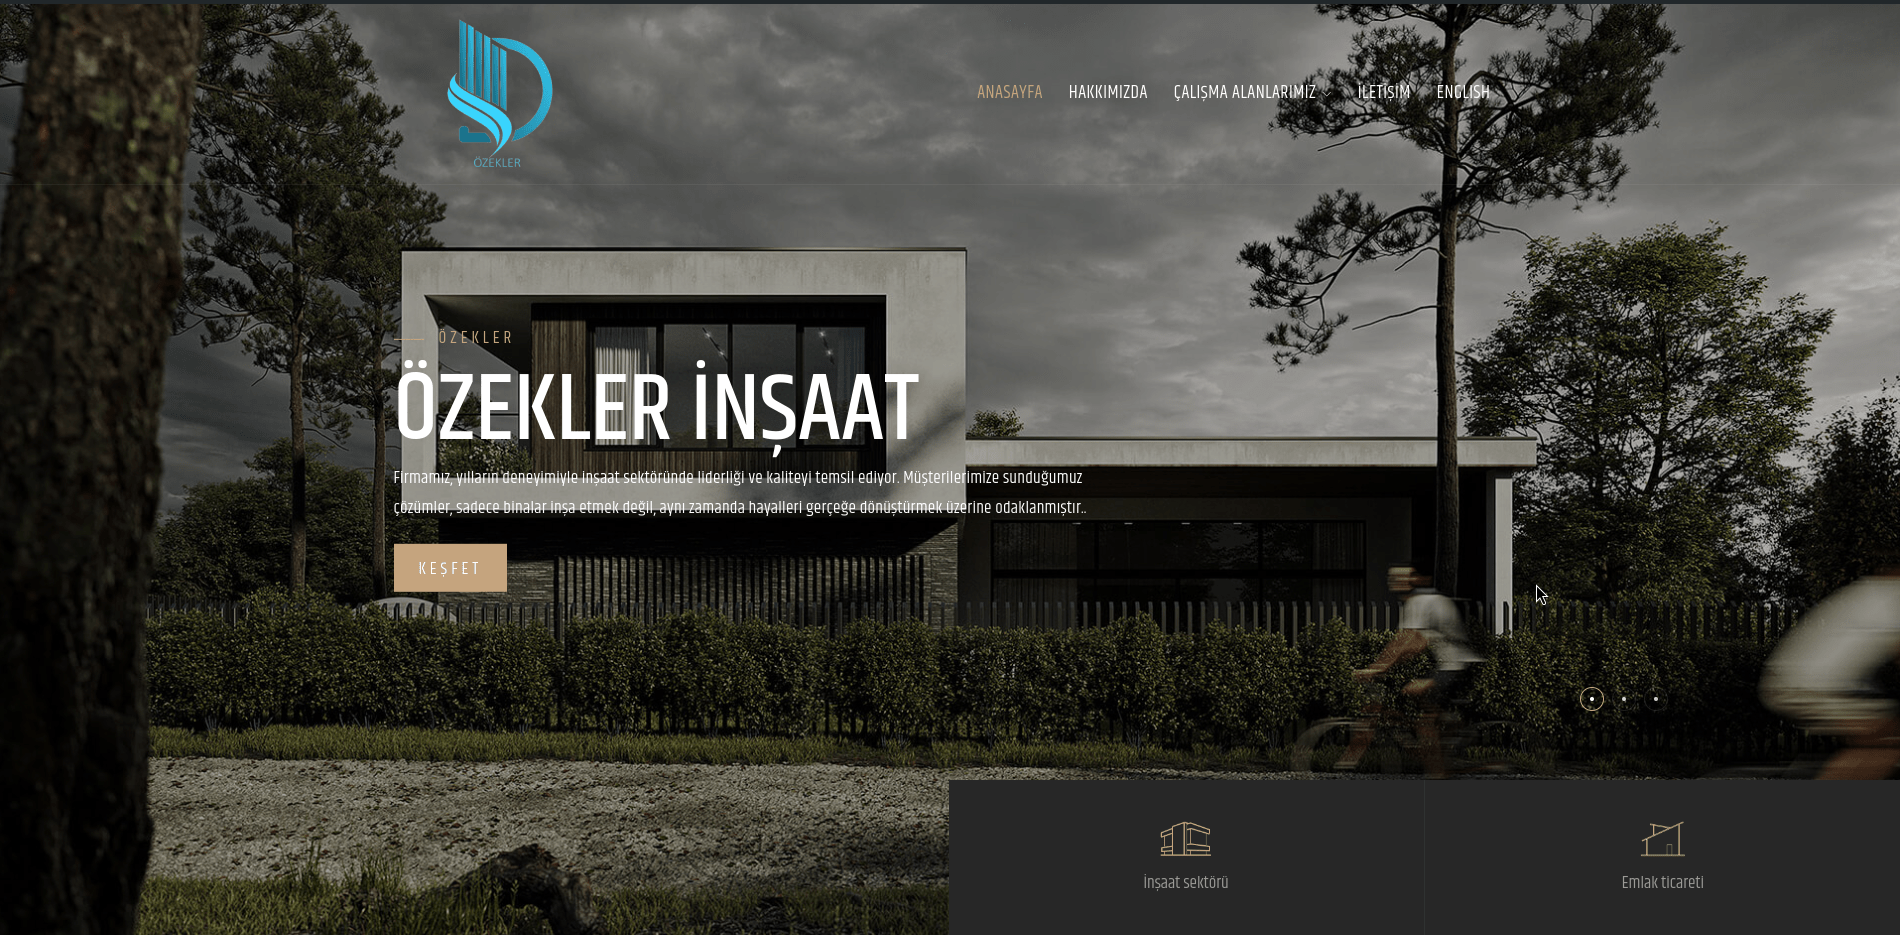 ÖZEKLER
ANASAYFA HAKKIMIZDA ÇALIŞMA ALANLARIMIZ İLETİŞİM ENGLISH
ÖZEKLER
ÖZEKLER İNŞAAT
Firmamız, yılların deneyimiyle inşaat sektöründe liderliği ve kaliteyi temsil ediyor. Müşterilerimize sunduğumuz
çözümler, sadece binalar inşa etmek değil, aynı zamanda hayalleri gerçeğe dönüştürmek üzerine odaklanmıştır..
KEŞFET
İnşaat sektörü
Emlak ticareti